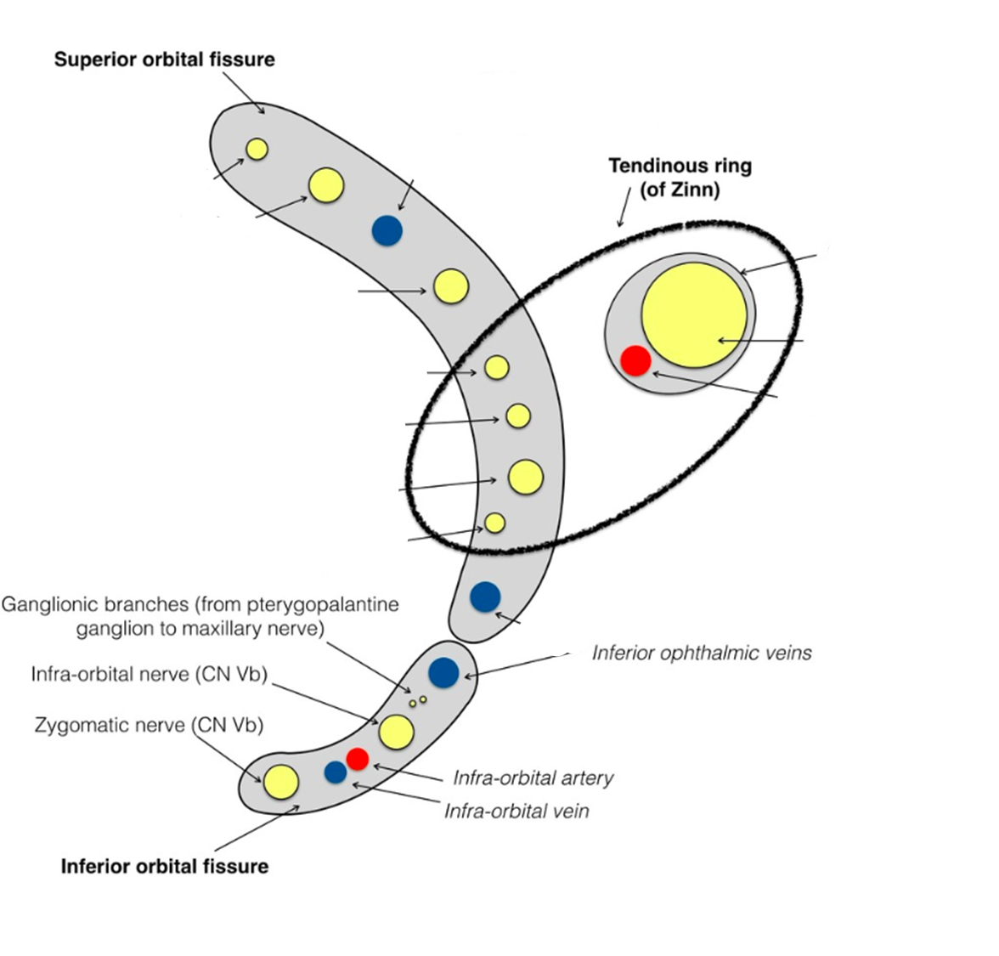 Superior orbital fissure
Tendinous ring
(of Zinn)
Ganglionic branches (from pterygopalantine
ganglion to maxillary nerve)
Infra-orbital nerve (CN Vb)
Zygomatic nerve (CN Vb)
Inferior ophthalmic veins
Infra-orbital artery
Infra-orbital vein
Inferior orbital fissure